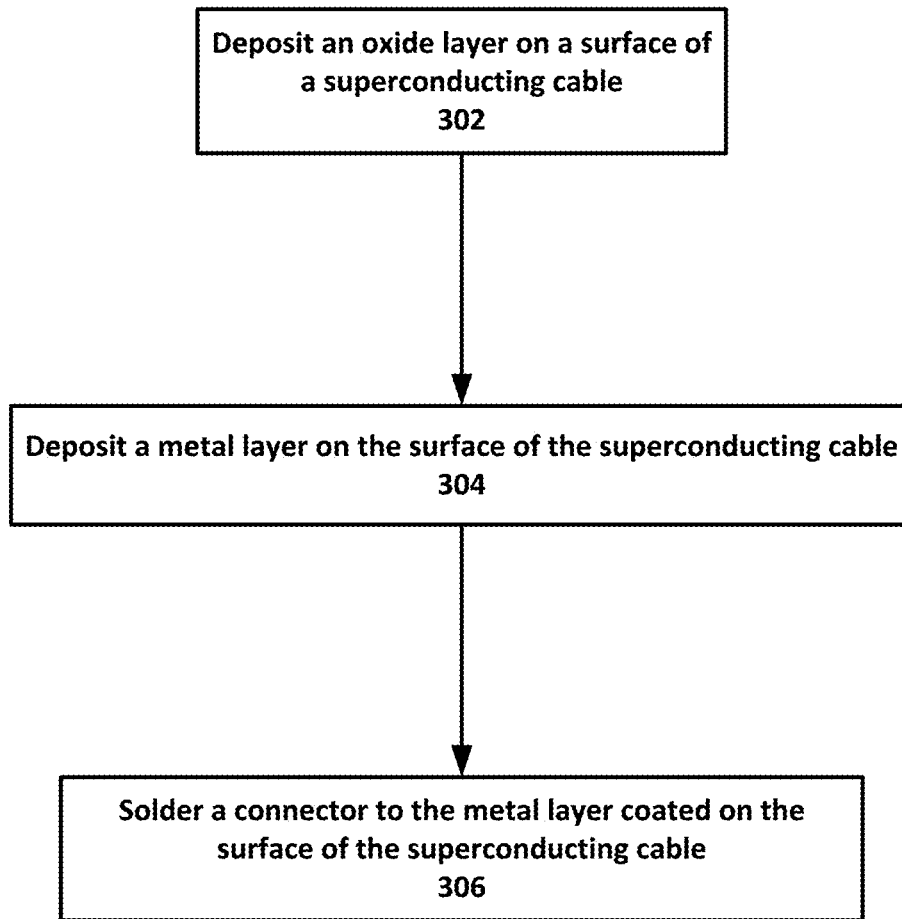 Deposit an oxide layer on a surface of
a superconducting cable
302
Deposit a metal layer on the surface of the superconducting cable
304
Solder a connector to the metal layer coated on the
surface of the superconducting cable
306